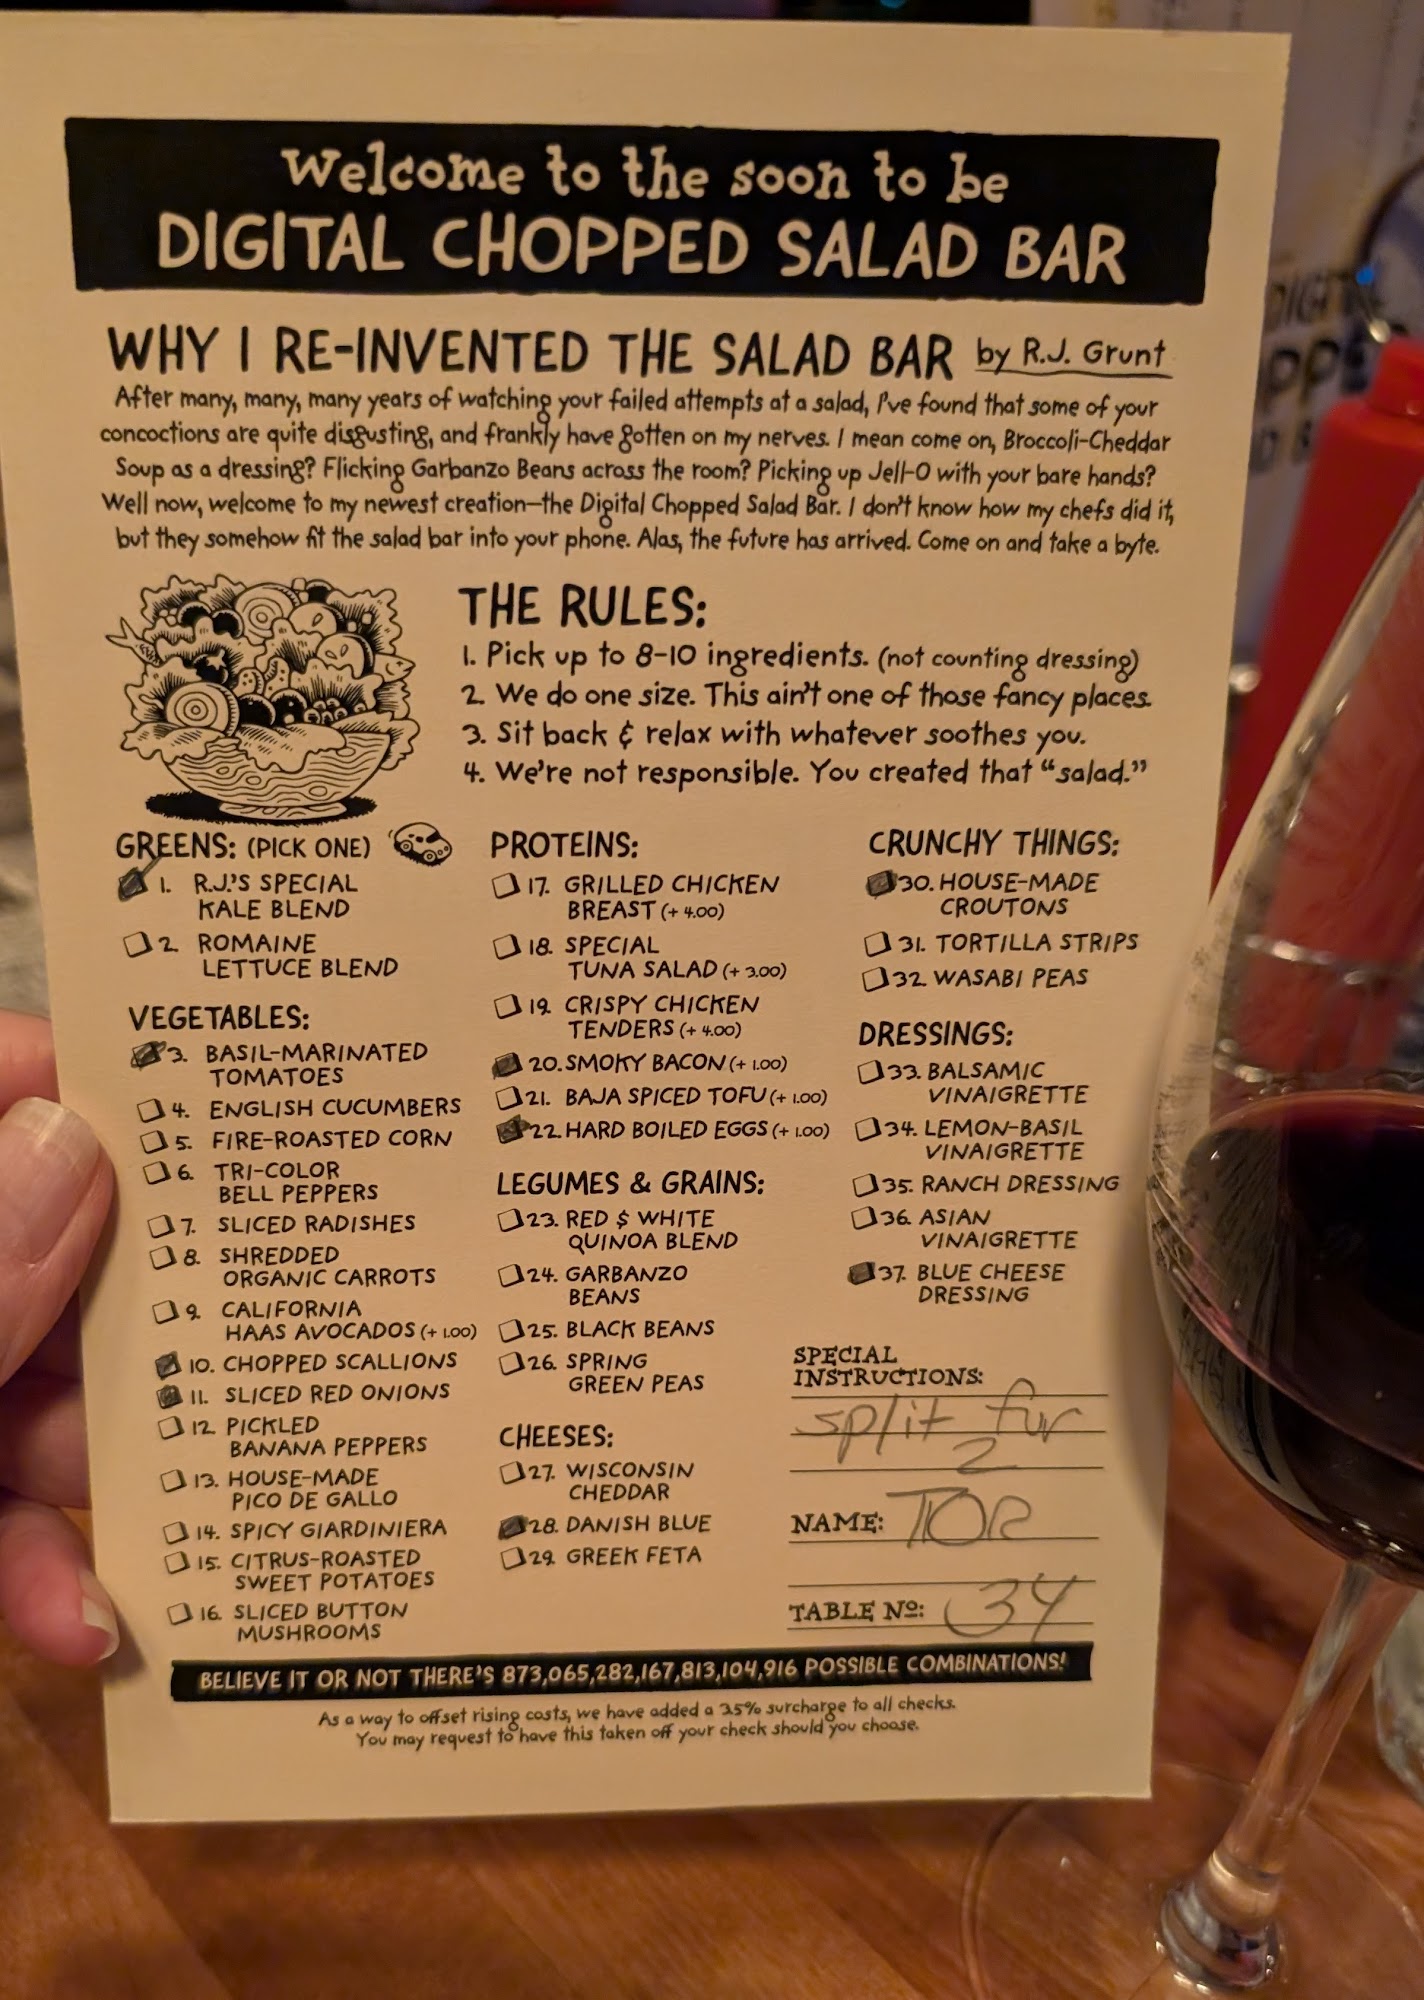 Welcome to the soon to be
DIGITAL CHOPPED SALAD BAR
WHY I RE-INVENTED THE SALAD BAR by R.J. Grunt
After many, many, many years of watching your failed attempts at a salad, I've found that some of your
concoctions are quite disgusting, and frankly have gotten on my nerves. I mean come on, Broccoli-Cheddar
Soup as a dressing? Flicking Garbanzo Beans across the room? Picking up Jell-O with your bare hands?
Well now, welcome to my newest creation—the Digital Chopped Salad Bar. I don't know how my chefs did it,
but they somehow fit the salad bar into your phone. Alas, the future has arrived. Come on and take a byte.
THE RULES:
1. Pick up to 8-10 ingredients. (not counting dressing)
2. We do one size. This ain't one of those fancy places.
3. Sit back & relax with whatever soothes you.
4. We're not responsible. You created that "salad."
GREENS: (PICK ONE)
1. R.J.'S SPECIAL
KALE BLEND
2. ROMAINE
LETTUCE BLEND
VEGETABLES:
3. BASIL-MARINATED
TOMATOES
4. ENGLISH CUCUMBERS
5. FIRE-ROASTED CORN
6. TRI-COLOR
BELL PEPPERS
7. SLICED RADISHES
8. SHREDDED
ORGANIC CARROTS
9. CALIFORNIA
HAAS AVOCADOS (+ 1.00)
10. CHOPPED SCALLIONS
11. SLICED RED ONIONS
12. PICKLED
BANANA PEPPERS
13. HOUSE-MADE
PICO DE GALLO
14. SPICY GIARDINIERA
15. CITRUS-ROASTED
SWEET POTATOES
16. SLICED BUTTON
MUSHROOMS
PROTEINS:
17. GRILLED CHICKEN
BREAST (+ 4.00)
18. SPECIAL
TUNA SALAD (+ 3.00)
19. CRISPY CHICKEN
TENDERS (+ 4.00)
20. SMOKY BACON (+ 1.00)
21. BAJA SPICED TOFU (+ 1.00)
22. HARD BOILED EGGS (+ 1.00)
LEGUMES & GRAINS:
23. RED & WHITE
QUINOA BLEND
24. GARBANZO
BEANS
25. BLACK BEANS
26. SPRING
GREEN PEAS
CHEESES:
27. WISCONSIN
CHEDDAR
28. DANISH BLUE
29. GREEK FETA
CRUNCHY THINGS:
30. HOUSE-MADE
CROUTONS
31. TORTILLA STRIPS
32. WASABI PEAS
DRESSINGS:
33. BALSAMIC
VINAIGRETTE
34. LEMON-BASIL
VINAIGRETTE
35. RANCH DRESSING
36. ASIAN
VINAIGRETTE
37. BLUE CHEESE
DRESSING
SPECIAL
INSTRUCTIONS:
split for
2
NAME: TOR
TABLE No: 34
BELIEVE IT OR NOT THERE'S 873,065,282,167,813,104,916 POSSIBLE COMBINATIONS!
As a way to offset rising costs, we have added a 3.5% surcharge to all checks.
You may request to have this taken off your check should you choose.
DIGITAL